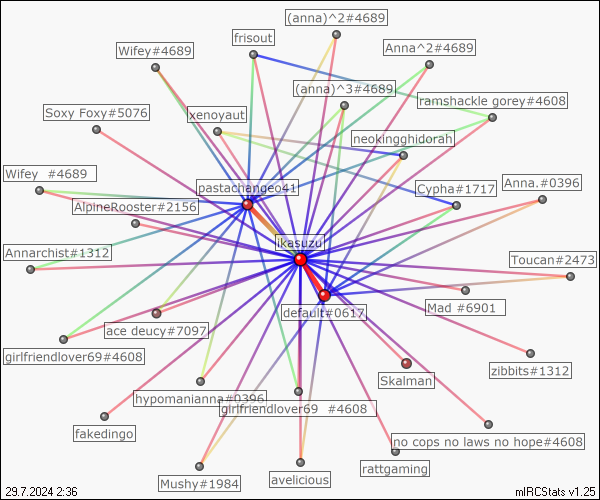 (anna)^2#4689
frisout
Anna^2#4689
Wifey#4689
(anna)^3#4689
ramshackle gorey#4608
Soxy Foxy#5076
xenoyaut
neokingghidorah
Wifey  #4689
pastachangeo41
Cypha#1717
Anna.#0396
AlpineRooster#2156
ikasuzu
Annarchist#1312
Toucan#2473
default#0617
Mad #6901
ace deucy#7097
girlfriendlover69#4608
zibbits#1312
Skalman
hypomanianna#0396
girlfriendlover69  #4608
fakedingo
no cops no laws no hope#4608
rattgaming
Mushy#1984
avelicious
29.7.2024 2:36
mIRCStats v1.25